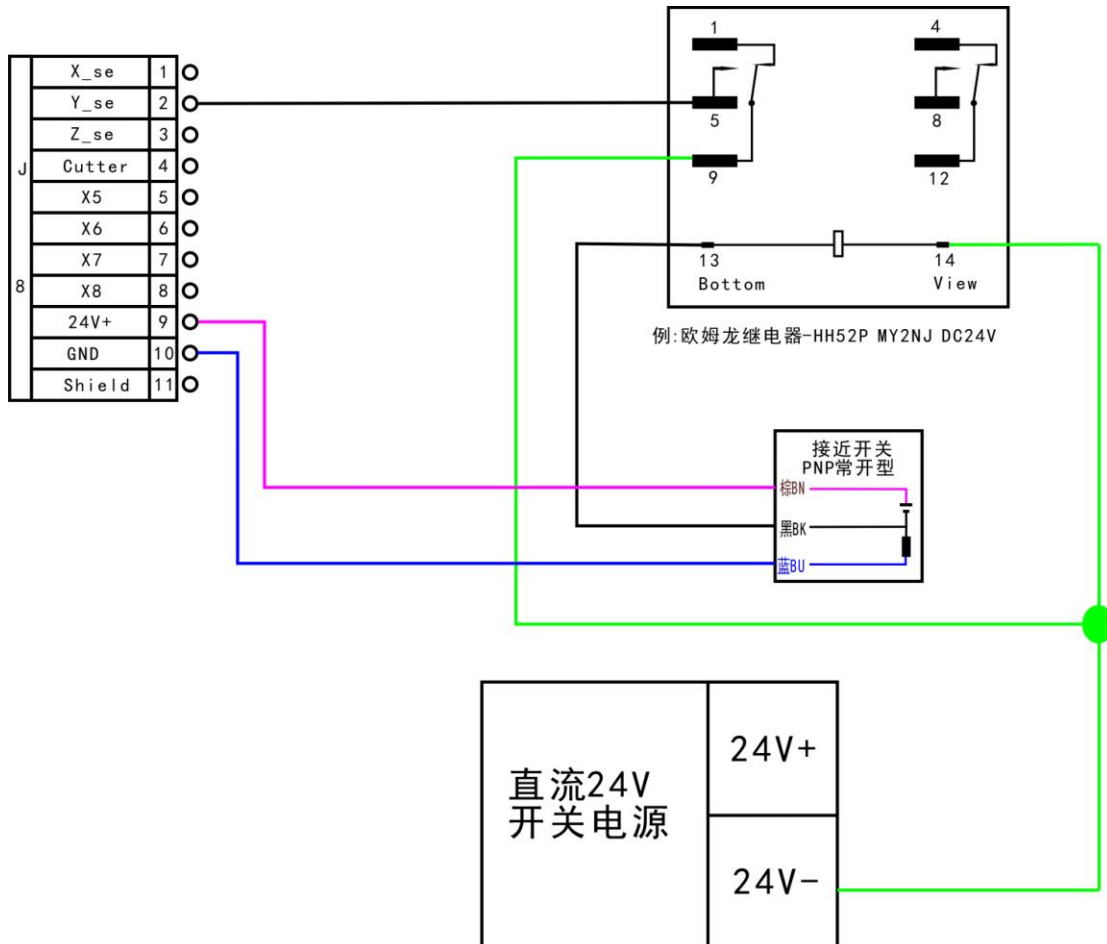 J
8
X_se 1
Y_se 2
Z_se 3
Cutter 4
X5 5
X6 6
X7 7
X8 8
24V+ 9
GND 10
Shield 11
1 4
5 8
9 12
13 14
Bottom View
例:欧姆龙继电器-HH52P MY2NJ DC24V
接近开关
PNP常开型
棕BN
黑BK
蓝BU
直流24V
开关电源
24V+
24V-